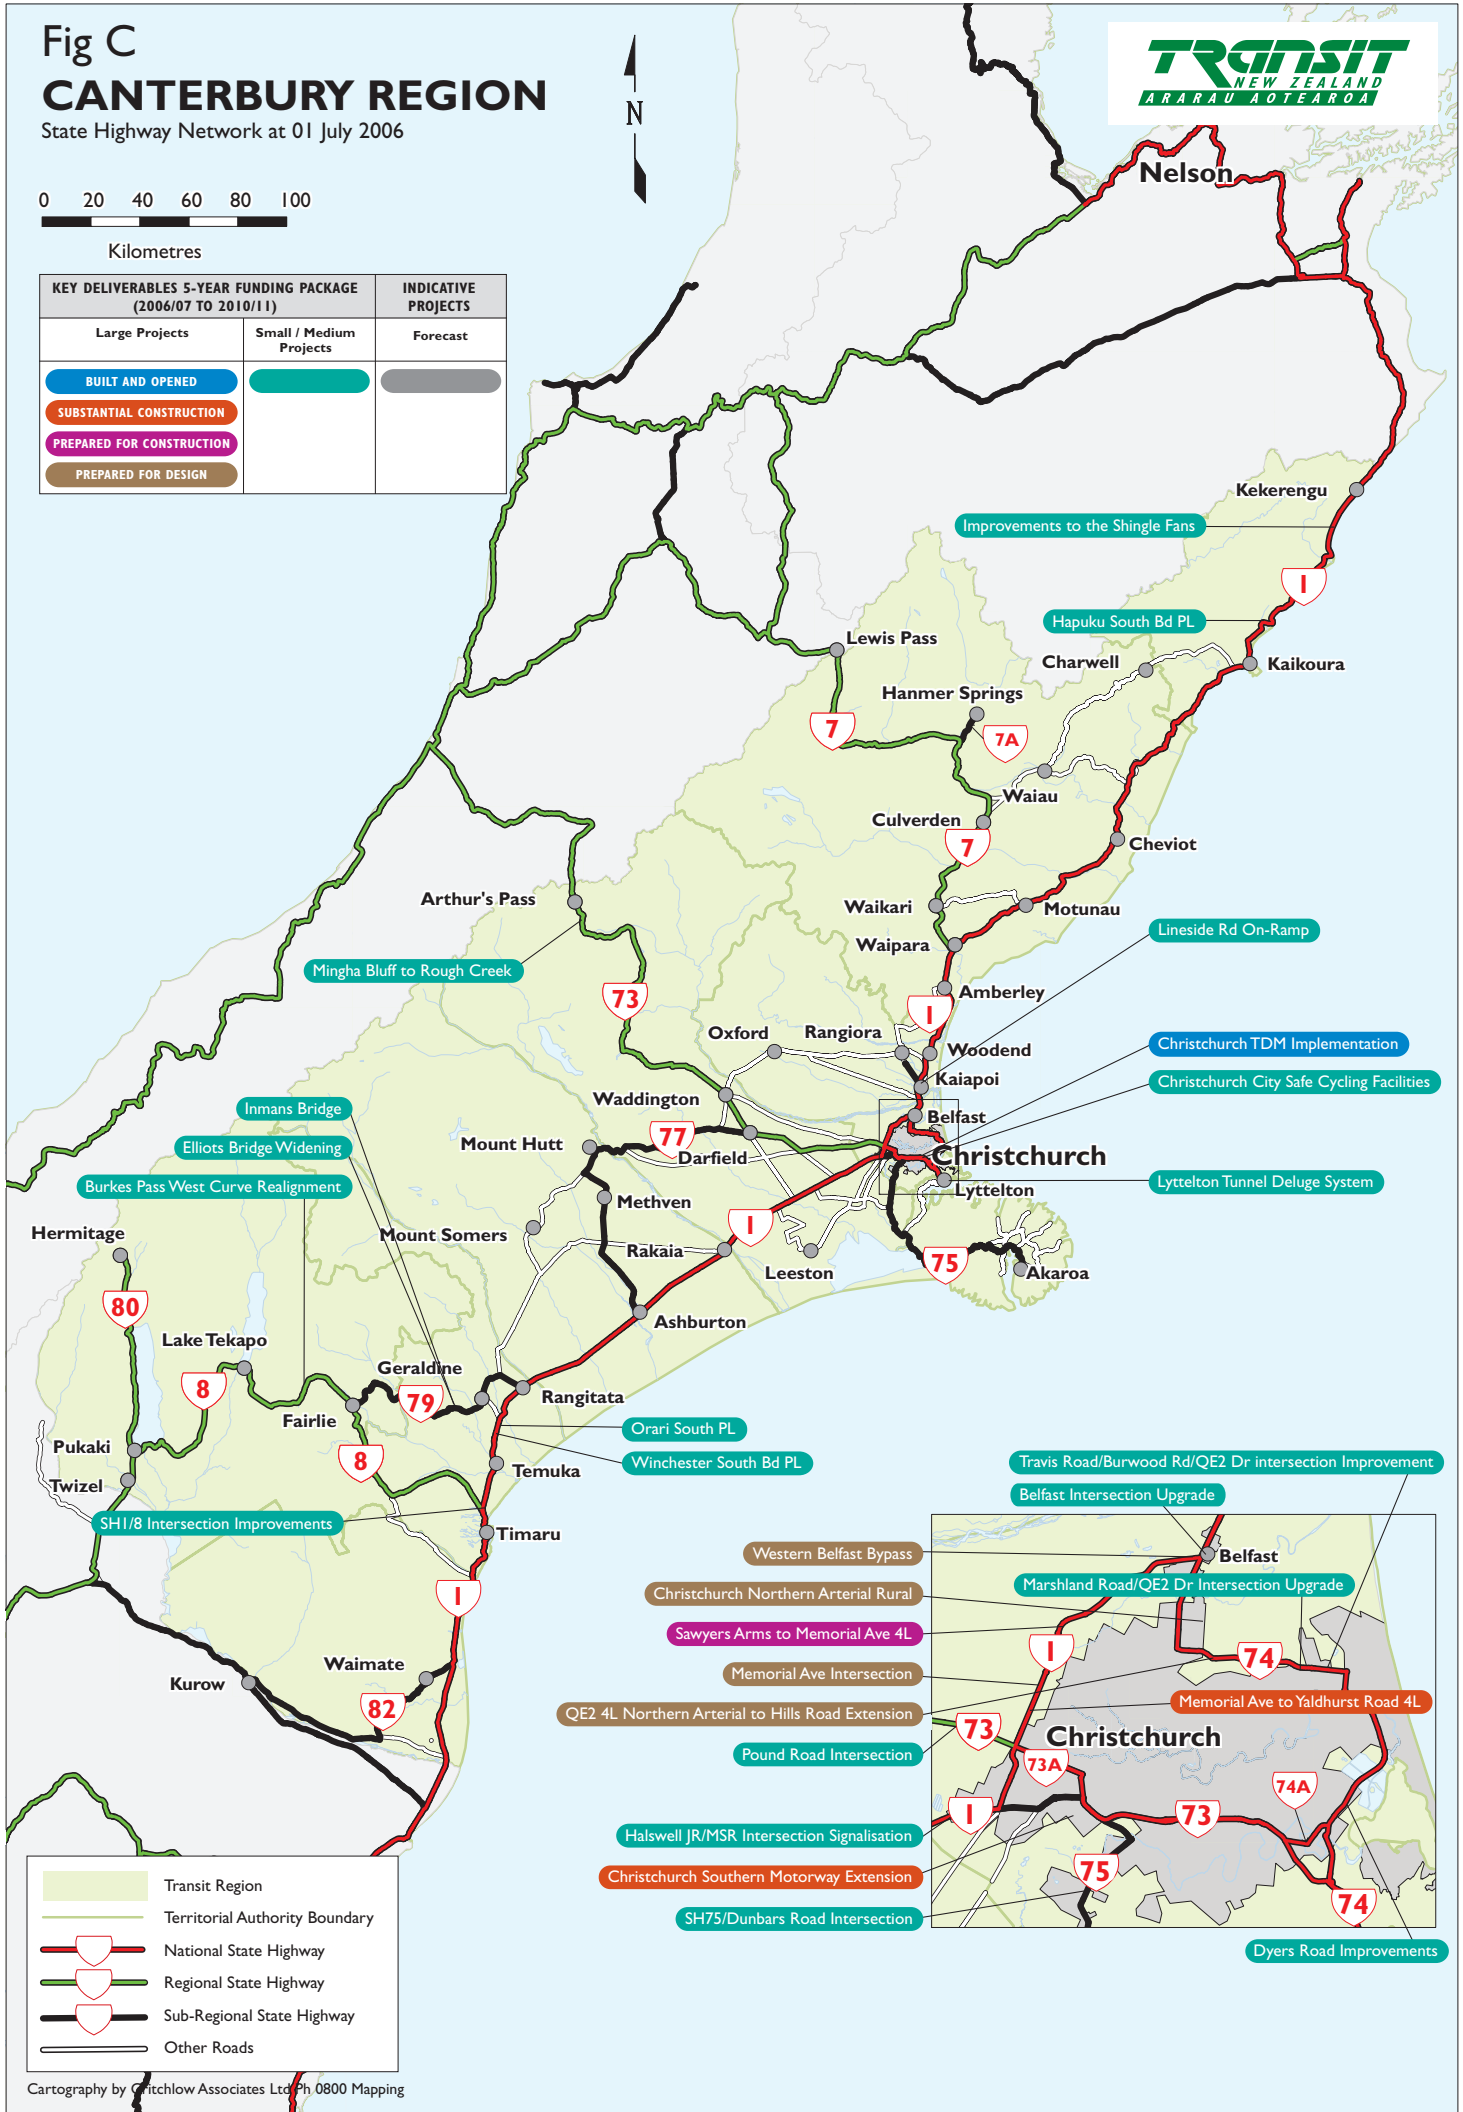 Fig C
CANTERBURY REGION
State Highway Network at 01 July 2006
N
TRANSIT
NEW ZEALAND
ARARAU AOTEAROA
0 20 40 60 80 100
Kilometres
KEY DELIVERABLES 5-YEAR FUNDING PACKAGE
(2006/07 TO 2010/11)
INDICATIVE
PROJECTS
Large Projects
Small / Medium
Projects
Forecast
BUILT AND OPENED
SUBSTANTIAL CONSTRUCTION
PREPARED FOR CONSTRUCTION
PREPARED FOR DESIGN
Nelson
Kekerengu
Improvements to the Shingle Fans
1
Hapuku South Bd PL
Lewis Pass
Charwell
Kaikoura
Hanmer Springs
7
7A
Waiau
Culverden
7
Cheviot
Arthur's Pass
Waikari
Motunau
Lineside Rd On-Ramp
Waipara
Mingha Bluff to Rough Creek
73
Amberley
1
Oxford
Rangiora
Woodend
Christchurch TDM Implementation
Kaiapoi
Christchurch City Safe Cycling Facilities
Waddington
Inmans Bridge
Belfast
Elliots Bridge Widening
Mount Hutt
77
Darfield
Christchurch
Burkes Pass West Curve Realignment
Lyttelton
Lyttelton Tunnel Deluge System
Methven
Hermitage
Mount Somers
1
Rakaia
Leeston
75
Akaroa
80
Ashburton
Lake Tekapo
Geraldine
8
79
Rangitata
Fairlie
Orari South PL
Pukaki
8
Winchester South Bd PL
Temuka
Twizel
SH1/8 Intersection Improvements
Timaru
1
Waimate
Kurow
82
Travis Road/Burwood Rd/QE2 Dr intersection Improvement
Belfast Intersection Upgrade
Western Belfast Bypass
Belfast
Marshland Road/QE2 Dr Intersection Upgrade
Christchurch Northern Arterial Rural
Sawyers Arms to Memorial Ave 4L
1
74
Memorial Ave Intersection
Memorial Ave to Yaldhurst Road 4L
QE2 4L Northern Arterial to Hills Road Extension
73
Christchurch
Pound Road Intersection
73A
74A
1
73
Halswell JR/MSR Intersection Signalisation
Christchurch Southern Motorway Extension
75
74
SH75/Dunbars Road Intersection
Dyers Road Improvements
Transit Region
Territorial Authority Boundary
National State Highway
Regional State Highway
Sub-Regional State Highway
Other Roads
Cartography by Critchlow Associates Ltd Ph 0800 Mapping